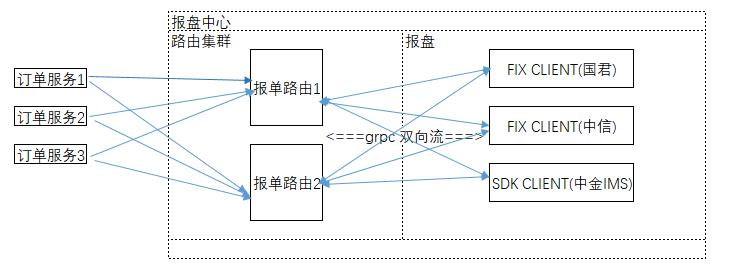 报盘中心
路由集群
报盘
订单服务1
订单服务2
订单服务3
报单路由1
报单路由2
<===grpc 双向流===>
FIX CLIENT(国君)
FIX CLIENT(中信)
SDK CLIENT(中金IMS)